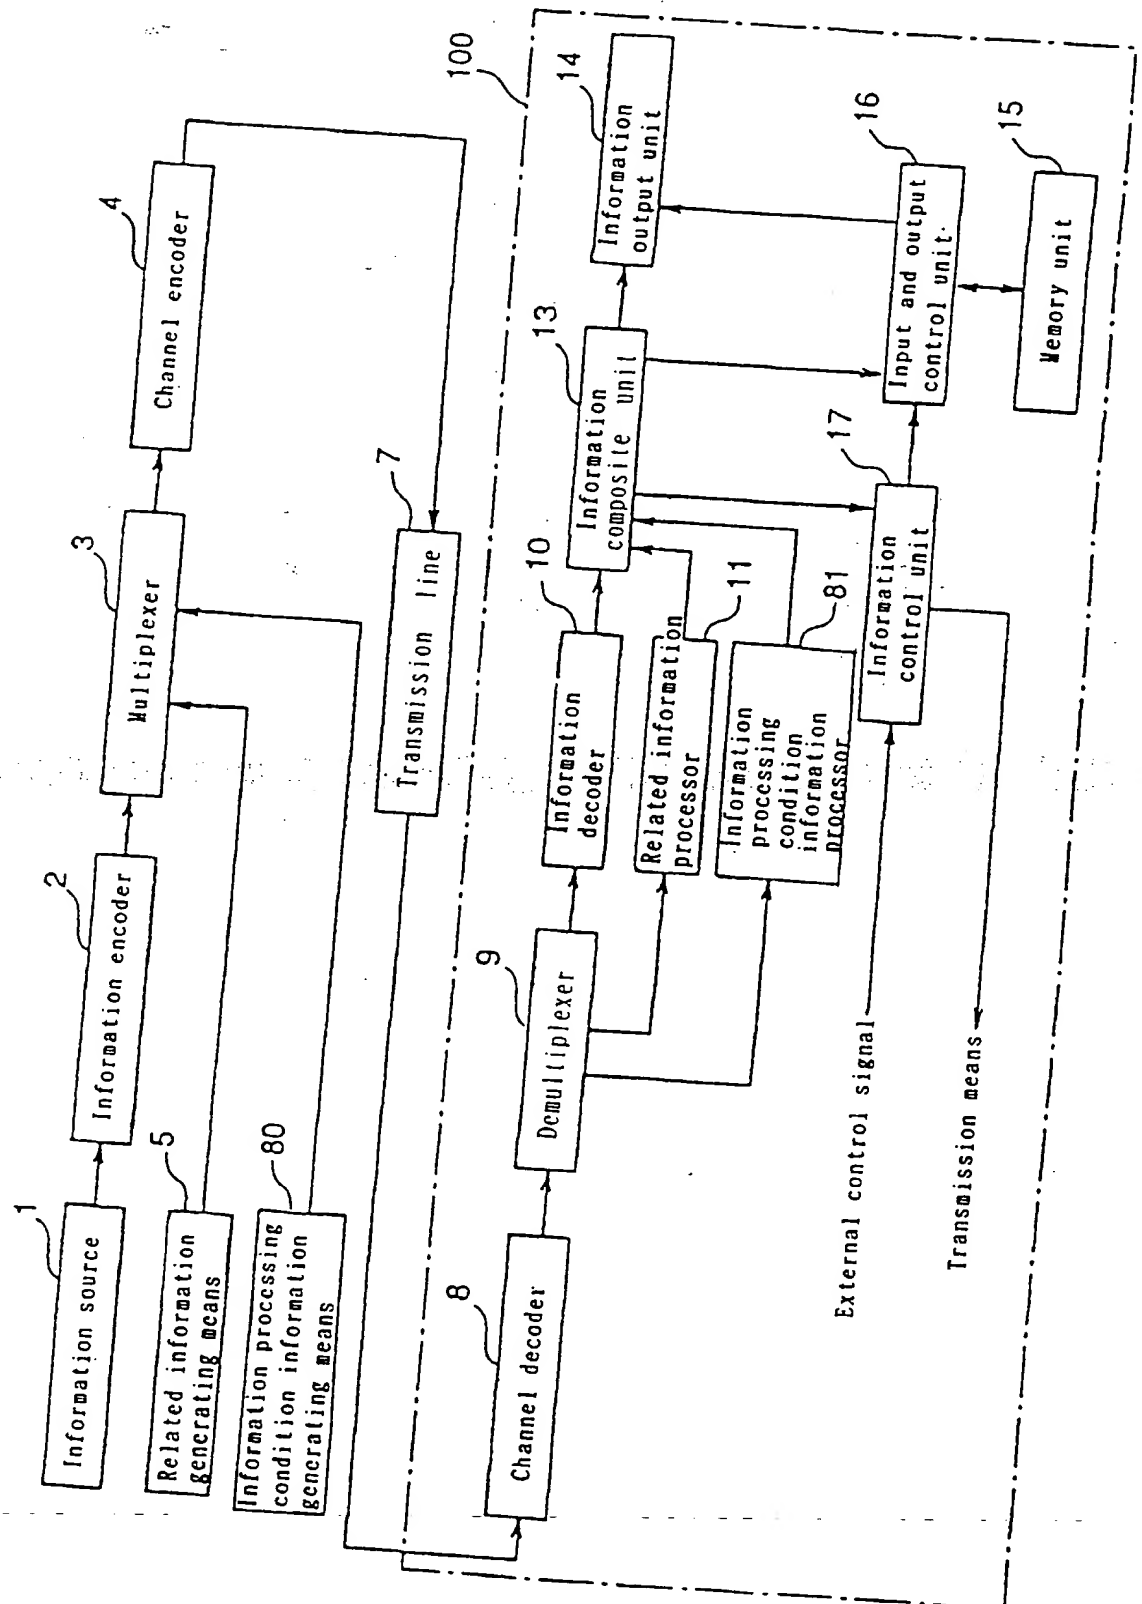 1
Information source
2
Information encoder
3
Multiplexer
4
Channel encoder
5
Related information
generating means
80
Information processing
condition information
generating means
7
Transmission line
100
8
Channel decoder
9
Demultiplexer
10
Information
decoder
11
Related information
processor
81
Information
processing
condition
information
processor
13
Information
composite unit
14
Information
output unit
17
Information
control unit
16
Input and output
control unit
15
Memory unit
External control signal
Transmission means